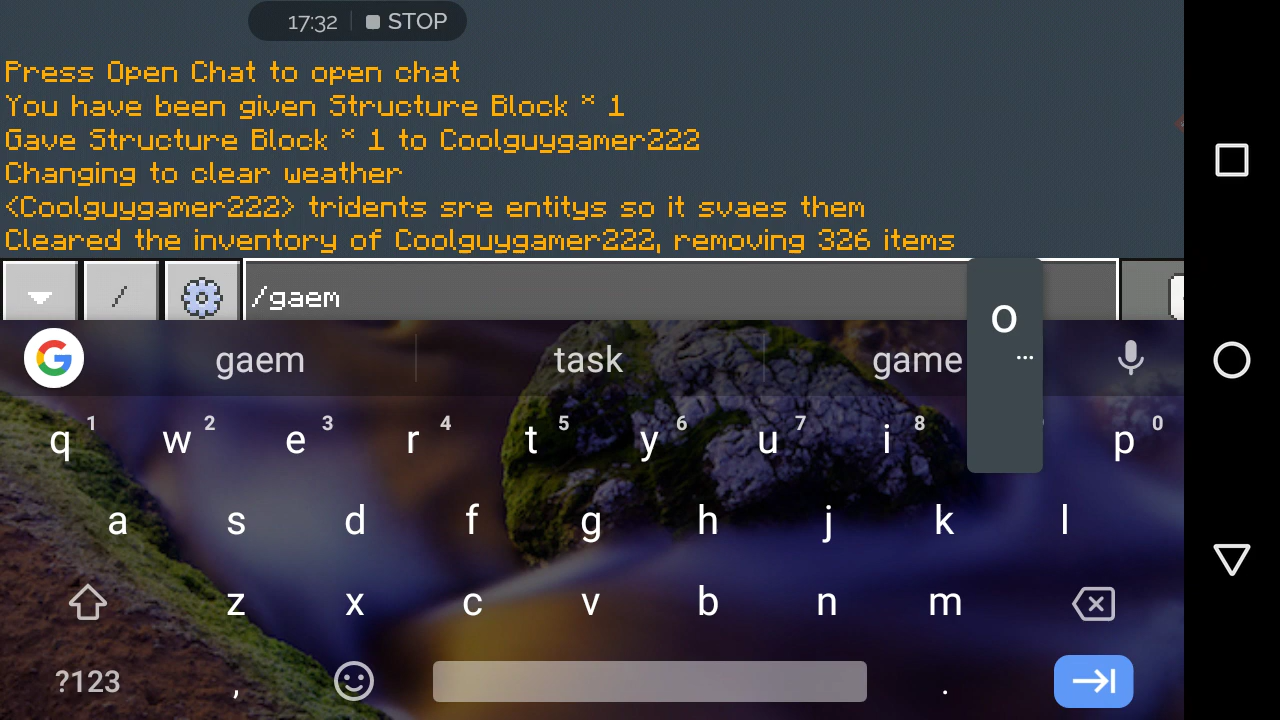 17:32 STOP
Press Open Chat to open chat
You have been given Structure Block * 1
Gave Structure Block * 1 to Coolguygamer222
Changing to clear weather
<Coolguygamer222> tridents sre entitys so it svaes them
Cleared the inventory of Coolguygamer222, removing 326 items
/ /gaem
o
...
G gaem task game
q 1 w 2 e 3 r 4 t 5 y 6 u 7 i 8 p 0
a s d f g h j k l
z x c v b n m
?123 , .